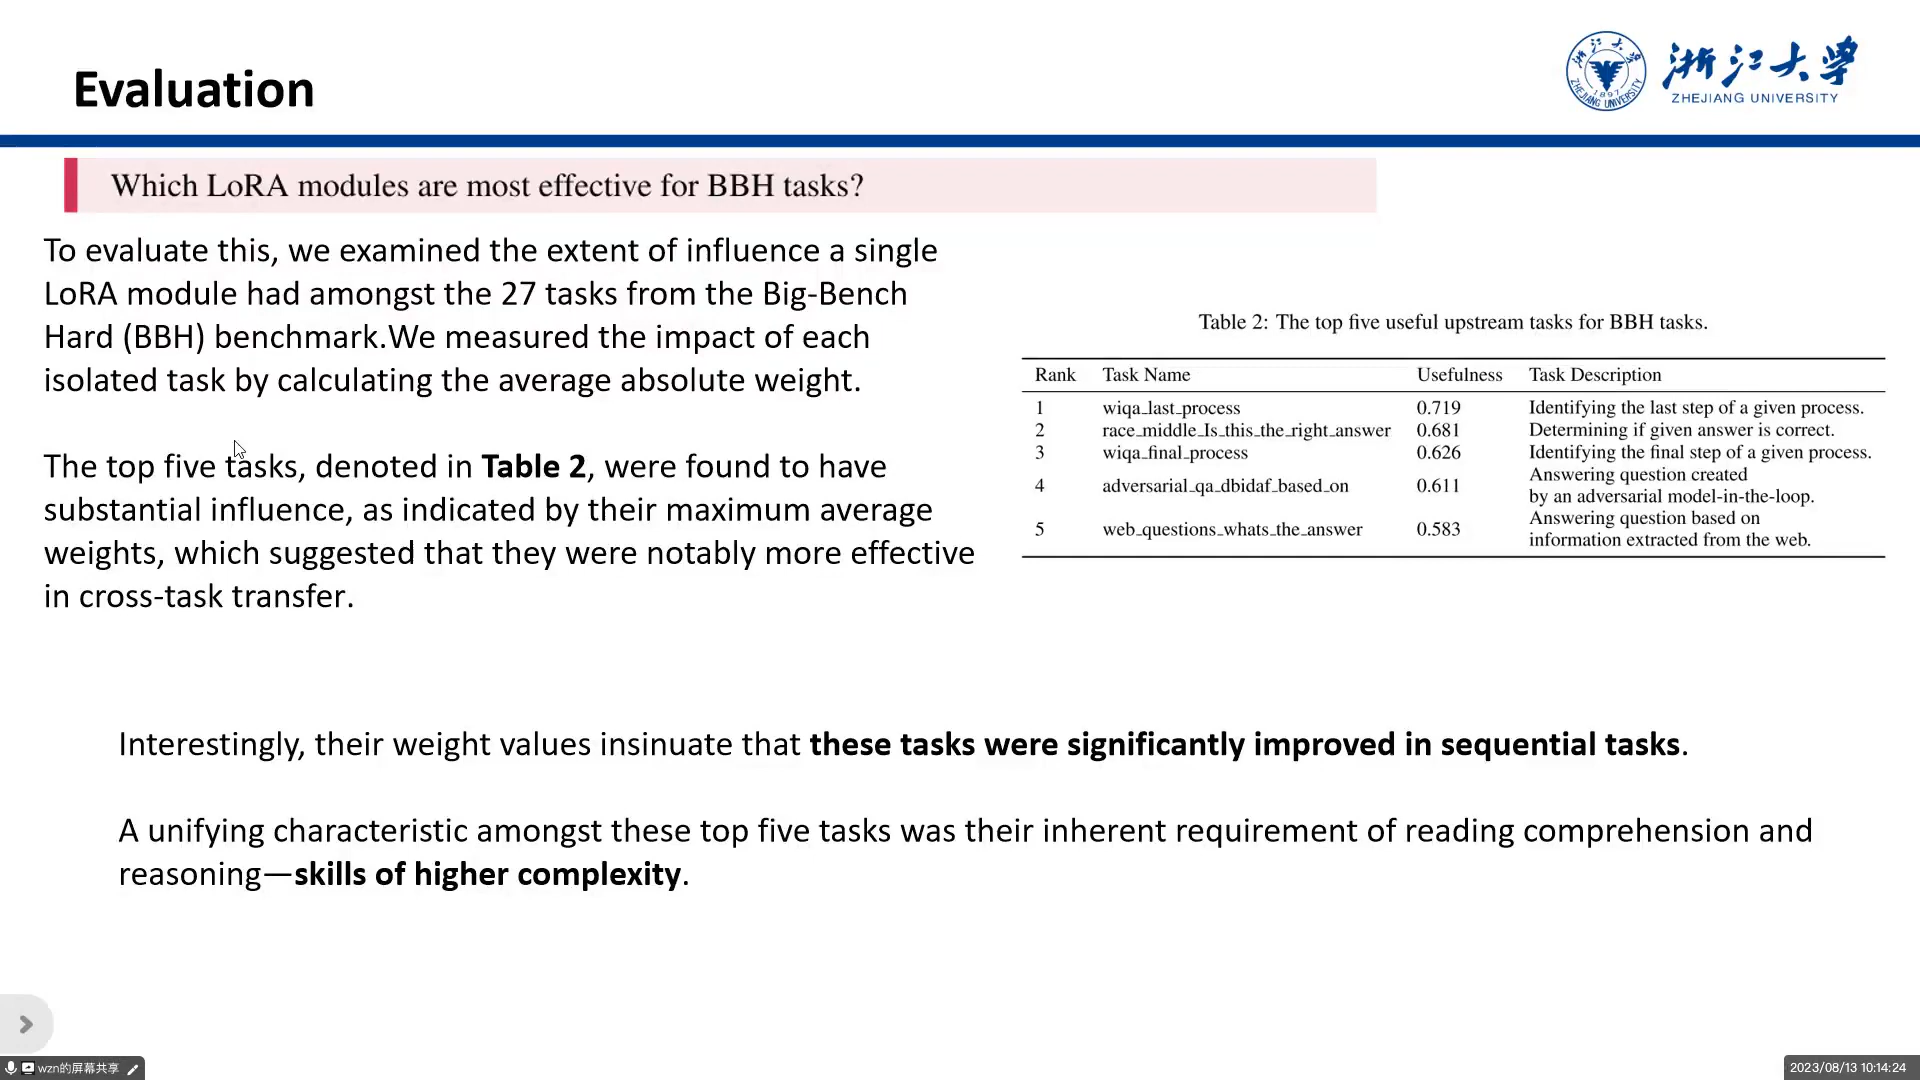 Evaluation
浙江大学
ZHEJIANG UNIVERSITY
浙江大学
ZHEJIANG UNIVERSITY
1897
Which LoRA modules are most effective for BBH tasks?
To evaluate this, we examined the extent of influence a single
LoRA module had amongst the 27 tasks from the Big-Bench
Hard (BBH) benchmark.We measured the impact of each
isolated task by calculating the average absolute weight.
The top five tasks, denoted in Table 2, were found to have
substantial influence, as indicated by their maximum average
weights, which suggested that they were notably more effective
in cross-task transfer.
Table 2: The top five useful upstream tasks for BBH tasks.
Rank Task Name Usefulness Task Description
1 wiqa_last_process 0.719 Identifying the last step of a given process.
2 race_middle_Is_this_the_right_answer 0.681 Determining if given answer is correct.
3 wiqa_final_process 0.626 Identifying the final step of a given process.
4 adversarial_qa_dbidaf_based_on 0.611 Answering question created
by an adversarial model-in-the-loop.
5 web_questions_whats_the_answer 0.583 Answering question based on
information extracted from the web.
Interestingly, their weight values insinuate that these tasks were significantly improved in sequential tasks.
A unifying characteristic amongst these top five tasks was their inherent requirement of reading comprehension and
reasoning—skills of higher complexity.
wzn的屏幕共享
2023/08/13 10:14:24